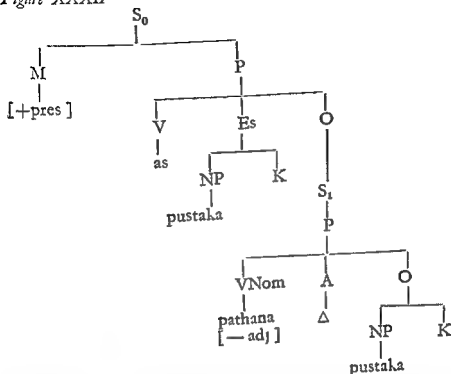 Figure XXXII
S₀
M P
[+pres]
V Es O
as
NP K
pustaka
S₁
P
VNom A O
pathana Δ
[—adj]
NP K
pustaka